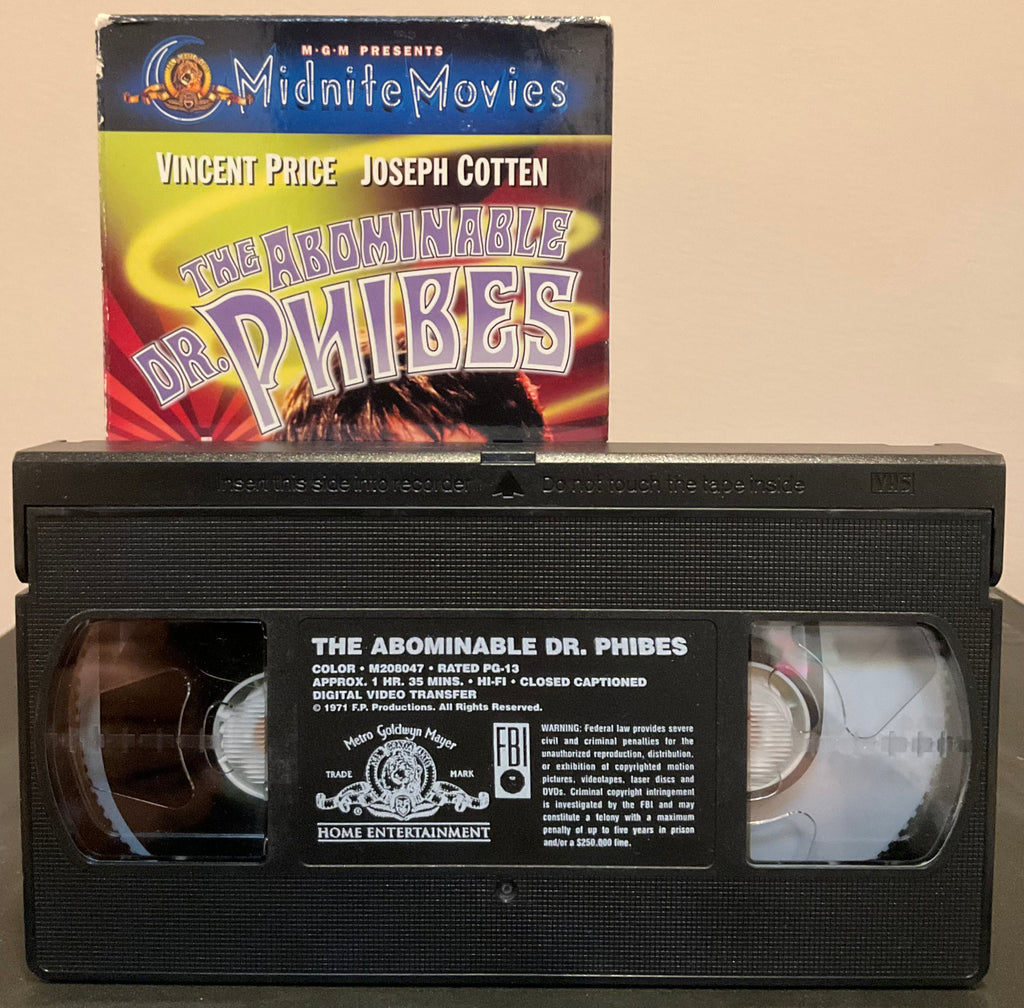 M·G·M PRESENTS
Midnite Movies
VINCENT PRICE JOSEPH COTTEN
THE ABOMINABLE
DR. PHIBES
Insert this side into recorder Do not touch the tape inside VHS
THE ABOMINABLE DR. PHIBES
COLOR • M208047 • RATED PG-13
APPROX. 1 HR. 35 MINS. • HI-FI • CLOSED CAPTIONED
DIGITAL VIDEO TRANSFER
© 1971 F.P. Productions. All Rights Reserved.
Metro Goldwyn Mayer
TRADE MARK
®
HOME ENTERTAINMENT
FBI
WARNING: Federal law provides severe
civil and criminal penalties for the
unauthorized reproduction, distribution,
or exhibition of copyrighted motion
pictures, videotapes, laser discs and
DVDs. Criminal copyright infringement
is investigated by the FBI and may
constitute a felony with a maximum
penalty of up to five years in prison
and/or a $250,000 fine.